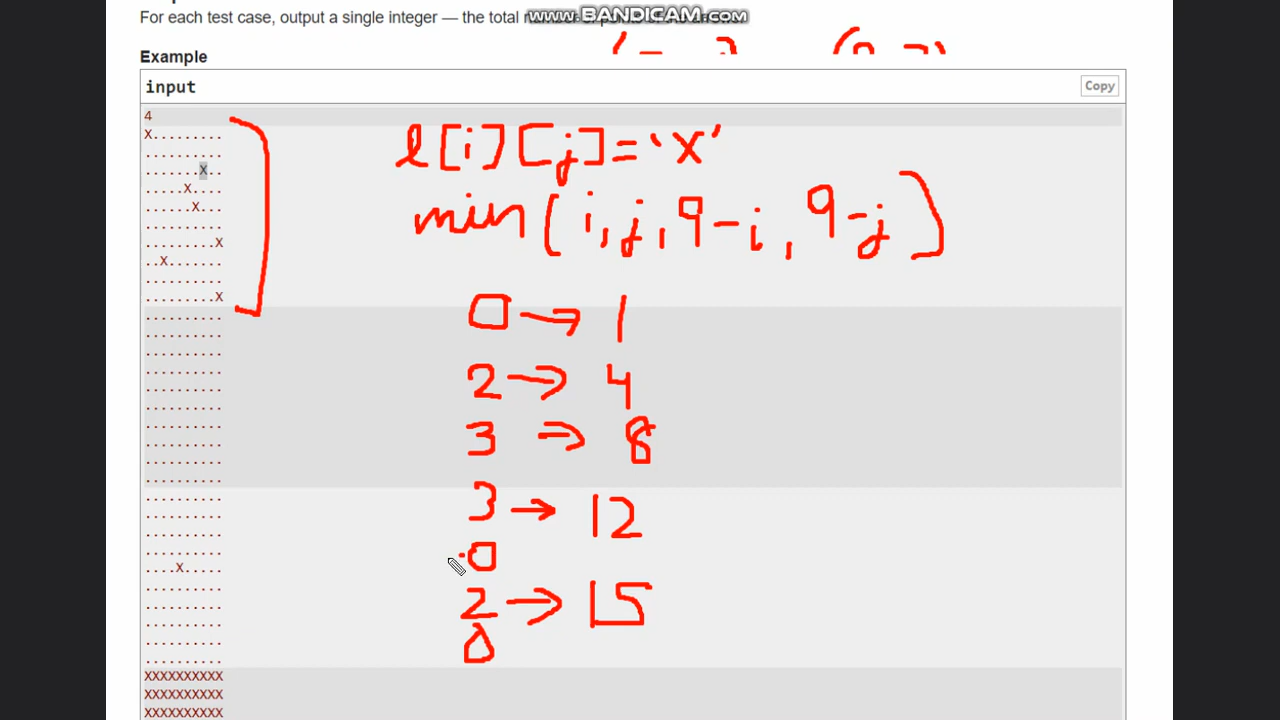 For each test case, output a single integer — the total
www.BANDICAM.com
Example
input
Copy
4
X.........
..........
.......X..
.....X....
......X...
..........
.........X
..X.......
..........
.........X
..........
..........
..........
..........
..........
..........
..........
..........
..........
..........
..........
..........
..........
..........
....X.....
..........
..........
..........
..........
..........
XXXXXXXXXX
XXXXXXXXXX
XXXXXXXXXX
l[i][j]='X'
min(i,j,9-i,9-j)
0→1
2→4
3⇒8
3→12
0
2→15
0